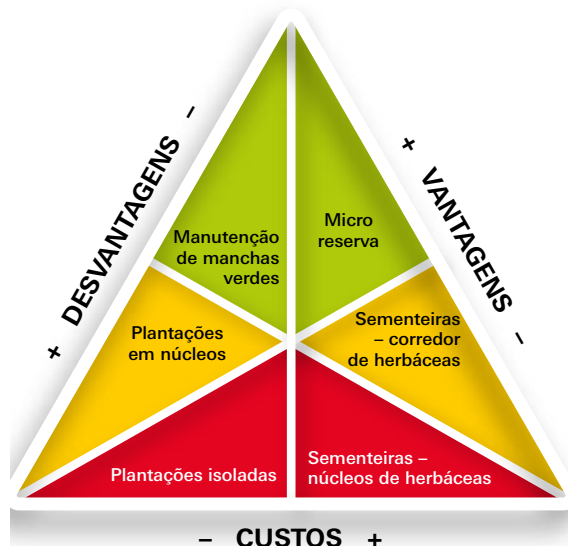 + DESVANTAGENS –
+ VANTAGENS –
Manutenção
de manchas
verdes
Micro
reserva
Plantações
em núcleos
Sementeiras
– corredor
de herbáceas
Plantações isoladas
Sementeiras –
núcleos de herbáceas
– CUSTOS +